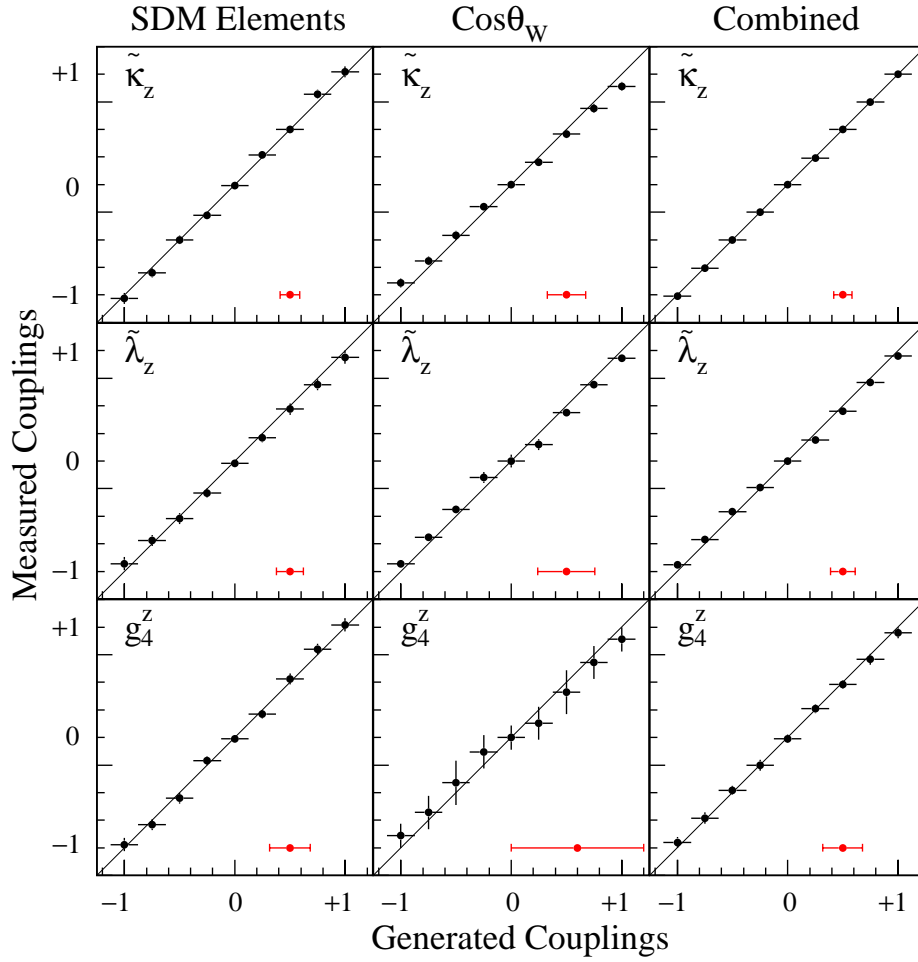 SDM Elements Cosθ_W Combined
+1 κ̃_z κ̃_z κ̃_z
0
−1
+1 λ̃_z λ̃_z λ̃_z
0
−1
+1 g_4^z g_4^z g_4^z
0
−1
Measured Couplings
−1 0 +1 −1 0 +1 −1 0 +1
Generated Couplings